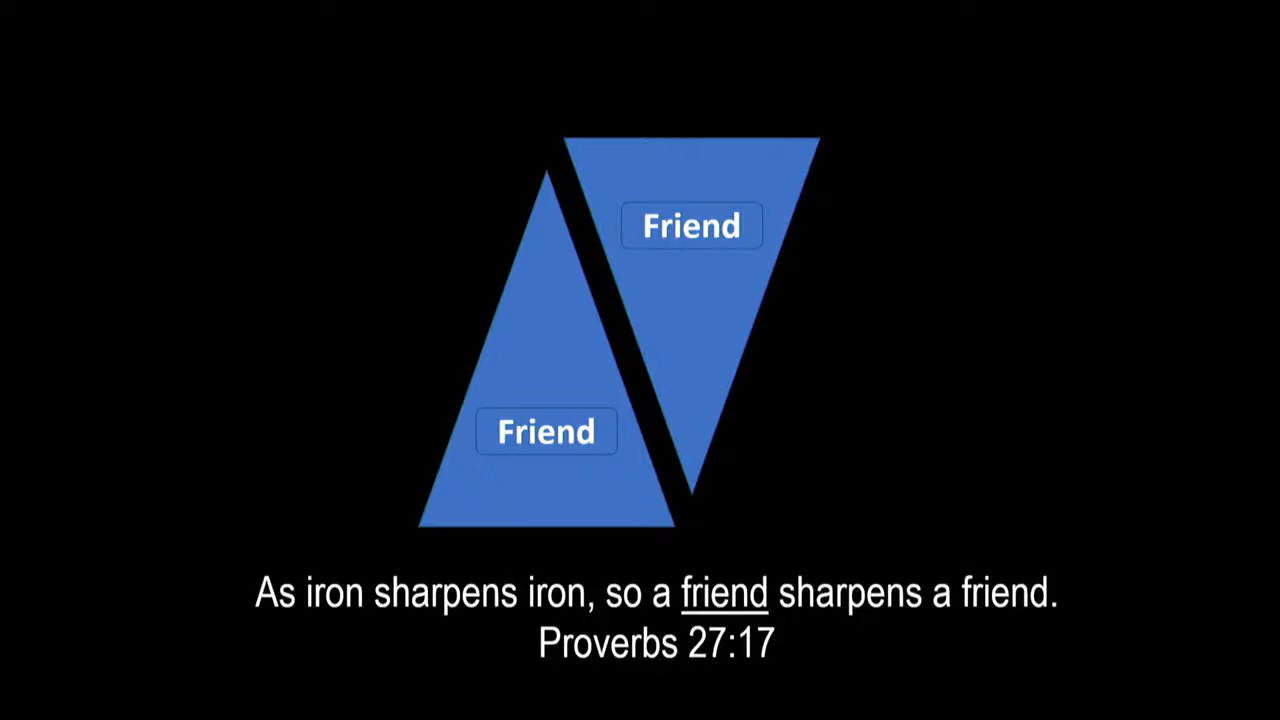 Friend
Friend
As iron sharpens iron, so a friend sharpens a friend.
Proverbs 27:17